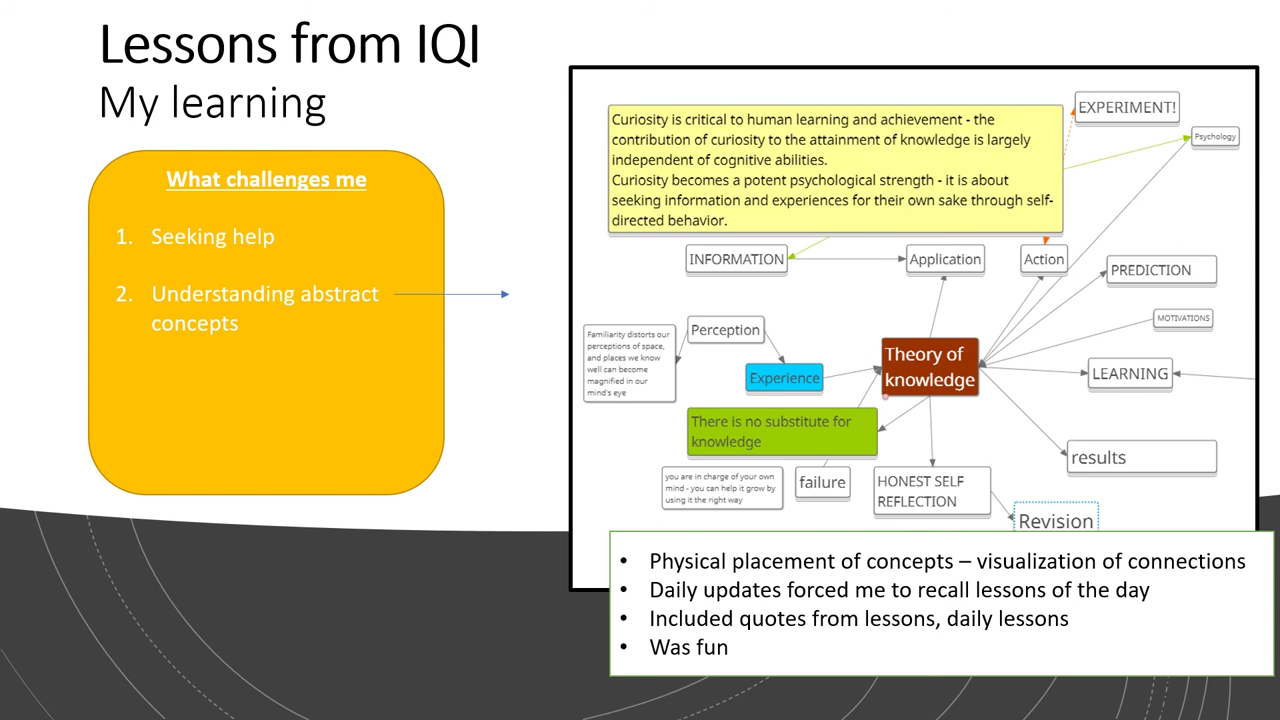 Lessons from IQI
My learning
What challenges me
1. Seeking help
2. Understanding abstract
concepts
Curiosity is critical to human learning and achievement - the
contribution of curiosity to the attainment of knowledge is largely
independent of cognitive abilities.
Curiosity becomes a potent psychological strength - it is about
seeking information and experiences for their own sake through self-
directed behavior.
EXPERIMENT!
Psychology
INFORMATION
Application
Action
PREDICTION
MOTIVATIONS
Perception
Familiarity distorts our
perceptions of space,
and places we know
well can become
magnified in our
mind's eye
Experience
Theory of
knowledge
LEARNING
There is no substitute for
knowledge
results
you are in charge of your own
mind - you can help it grow by
using it the right way
failure
HONEST SELF
REFLECTION
Revision
• Physical placement of concepts – visualization of connections
• Daily updates forced me to recall lessons of the day
• Included quotes from lessons, daily lessons
• Was fun